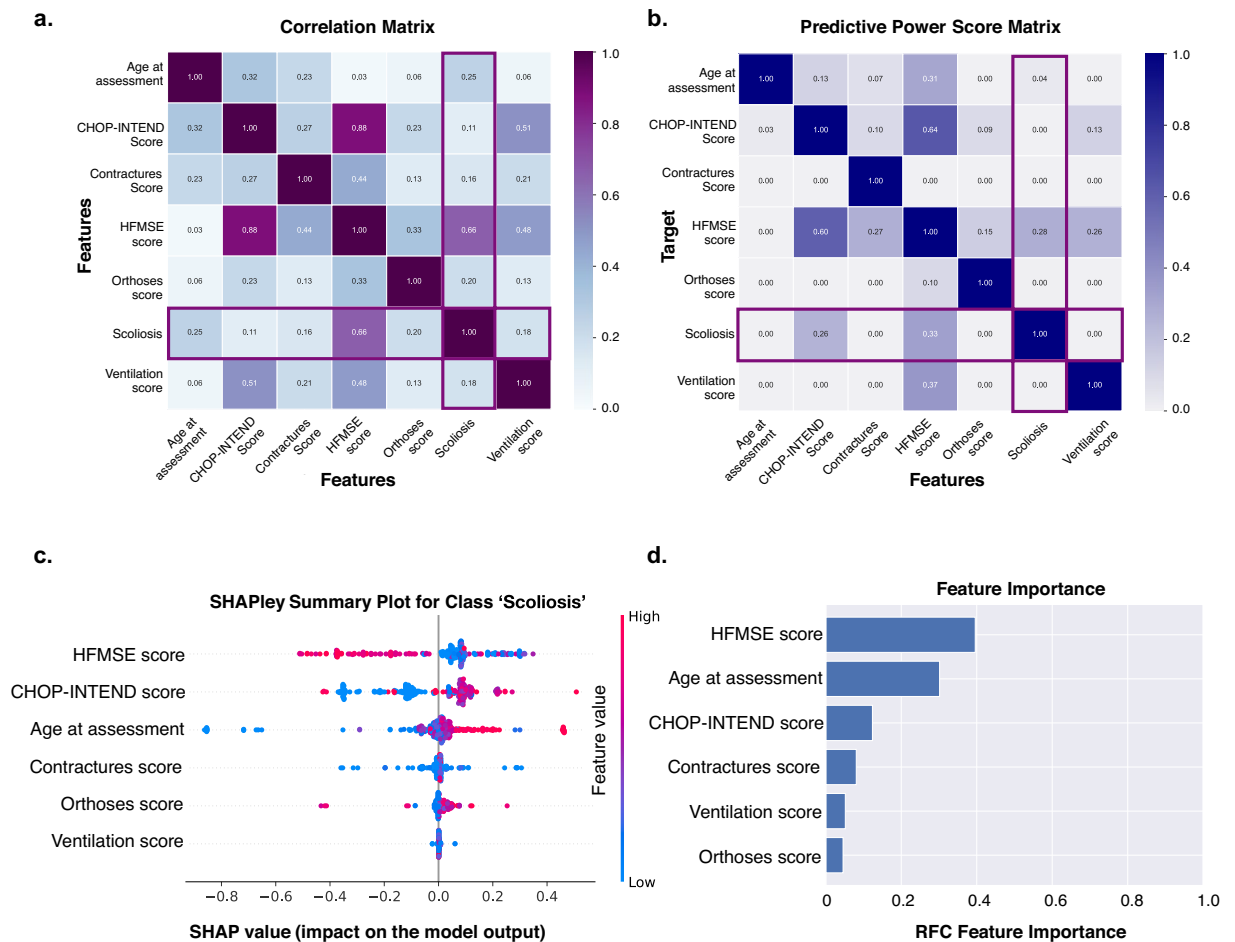 a.
Correlation Matrix
Features
Age at
assessment
1.00 0.32 0.23 0.03 0.06 0.25 0.06
CHOP-INTEND
Score
0.32 1.00 0.27 0.88 0.23 0.11 0.51
Contractures
Score
0.23 0.27 1.00 0.44 0.13 0.16 0.21
HFMSE
score
0.03 0.88 0.44 1.00 0.33 0.66 0.48
Orthoses
score
0.06 0.23 0.13 0.33 1.00 0.20 0.13
Scoliosis
0.25 0.11 0.16 0.66 0.20 1.00 0.18
Ventilation
score
0.06 0.51 0.21 0.48 0.13 0.18 1.00
Age at
assessment
CHOP-INTEND
Score
Contractures
Score
HFMSE
score
Orthoses
score
Scoliosis
Ventilation
score
Features
1.0
0.8
0.6
0.4
0.2
0.0
b.
Predictive Power Score Matrix
Target
Age at
assessment
1.00 0.13 0.07 0.31 0.00 0.04 0.00
CHOP-INTEND
Score
0.03 1.00 0.10 0.64 0.09 0.00 0.13
Contractures
Score
0.00 0.00 1.00 0.00 0.00 0.00 0.00
HFMSE
score
0.00 0.60 0.27 1.00 0.15 0.28 0.26
Orthoses
score
0.00 0.00 0.00 0.10 1.00 0.00 0.00
Scoliosis
0.00 0.26 0.00 0.33 0.00 1.00 0.00
Ventilation
score
0.00 0.00 0.00 0.37 0.00 0.00 1.00
Age at
assessment
CHOP-INTEND
Score
Contractures
Score
HFMSE
score
Orthoses
score
Scoliosis
Ventilation
score
Features
1.0
0.8
0.6
0.4
0.2
0.0
c.
SHAPley Summary Plot for Class ‘Scoliosis’
HFMSE score
CHOP-INTEND score
Age at assessment
Contractures score
Orthoses score
Ventilation score
−0.8 −0.6 −0.4 −0.2 0.0 0.2 0.4
SHAP value (impact on the model output)
High
Feature value
Low
d.
Feature Importance
HFMSE score
Age at assessment
CHOP-INTEND score
Contractures score
Ventilation score
Orthoses score
0 0.2 0.4 0.6 0.8 1.0
RFC Feature Importance